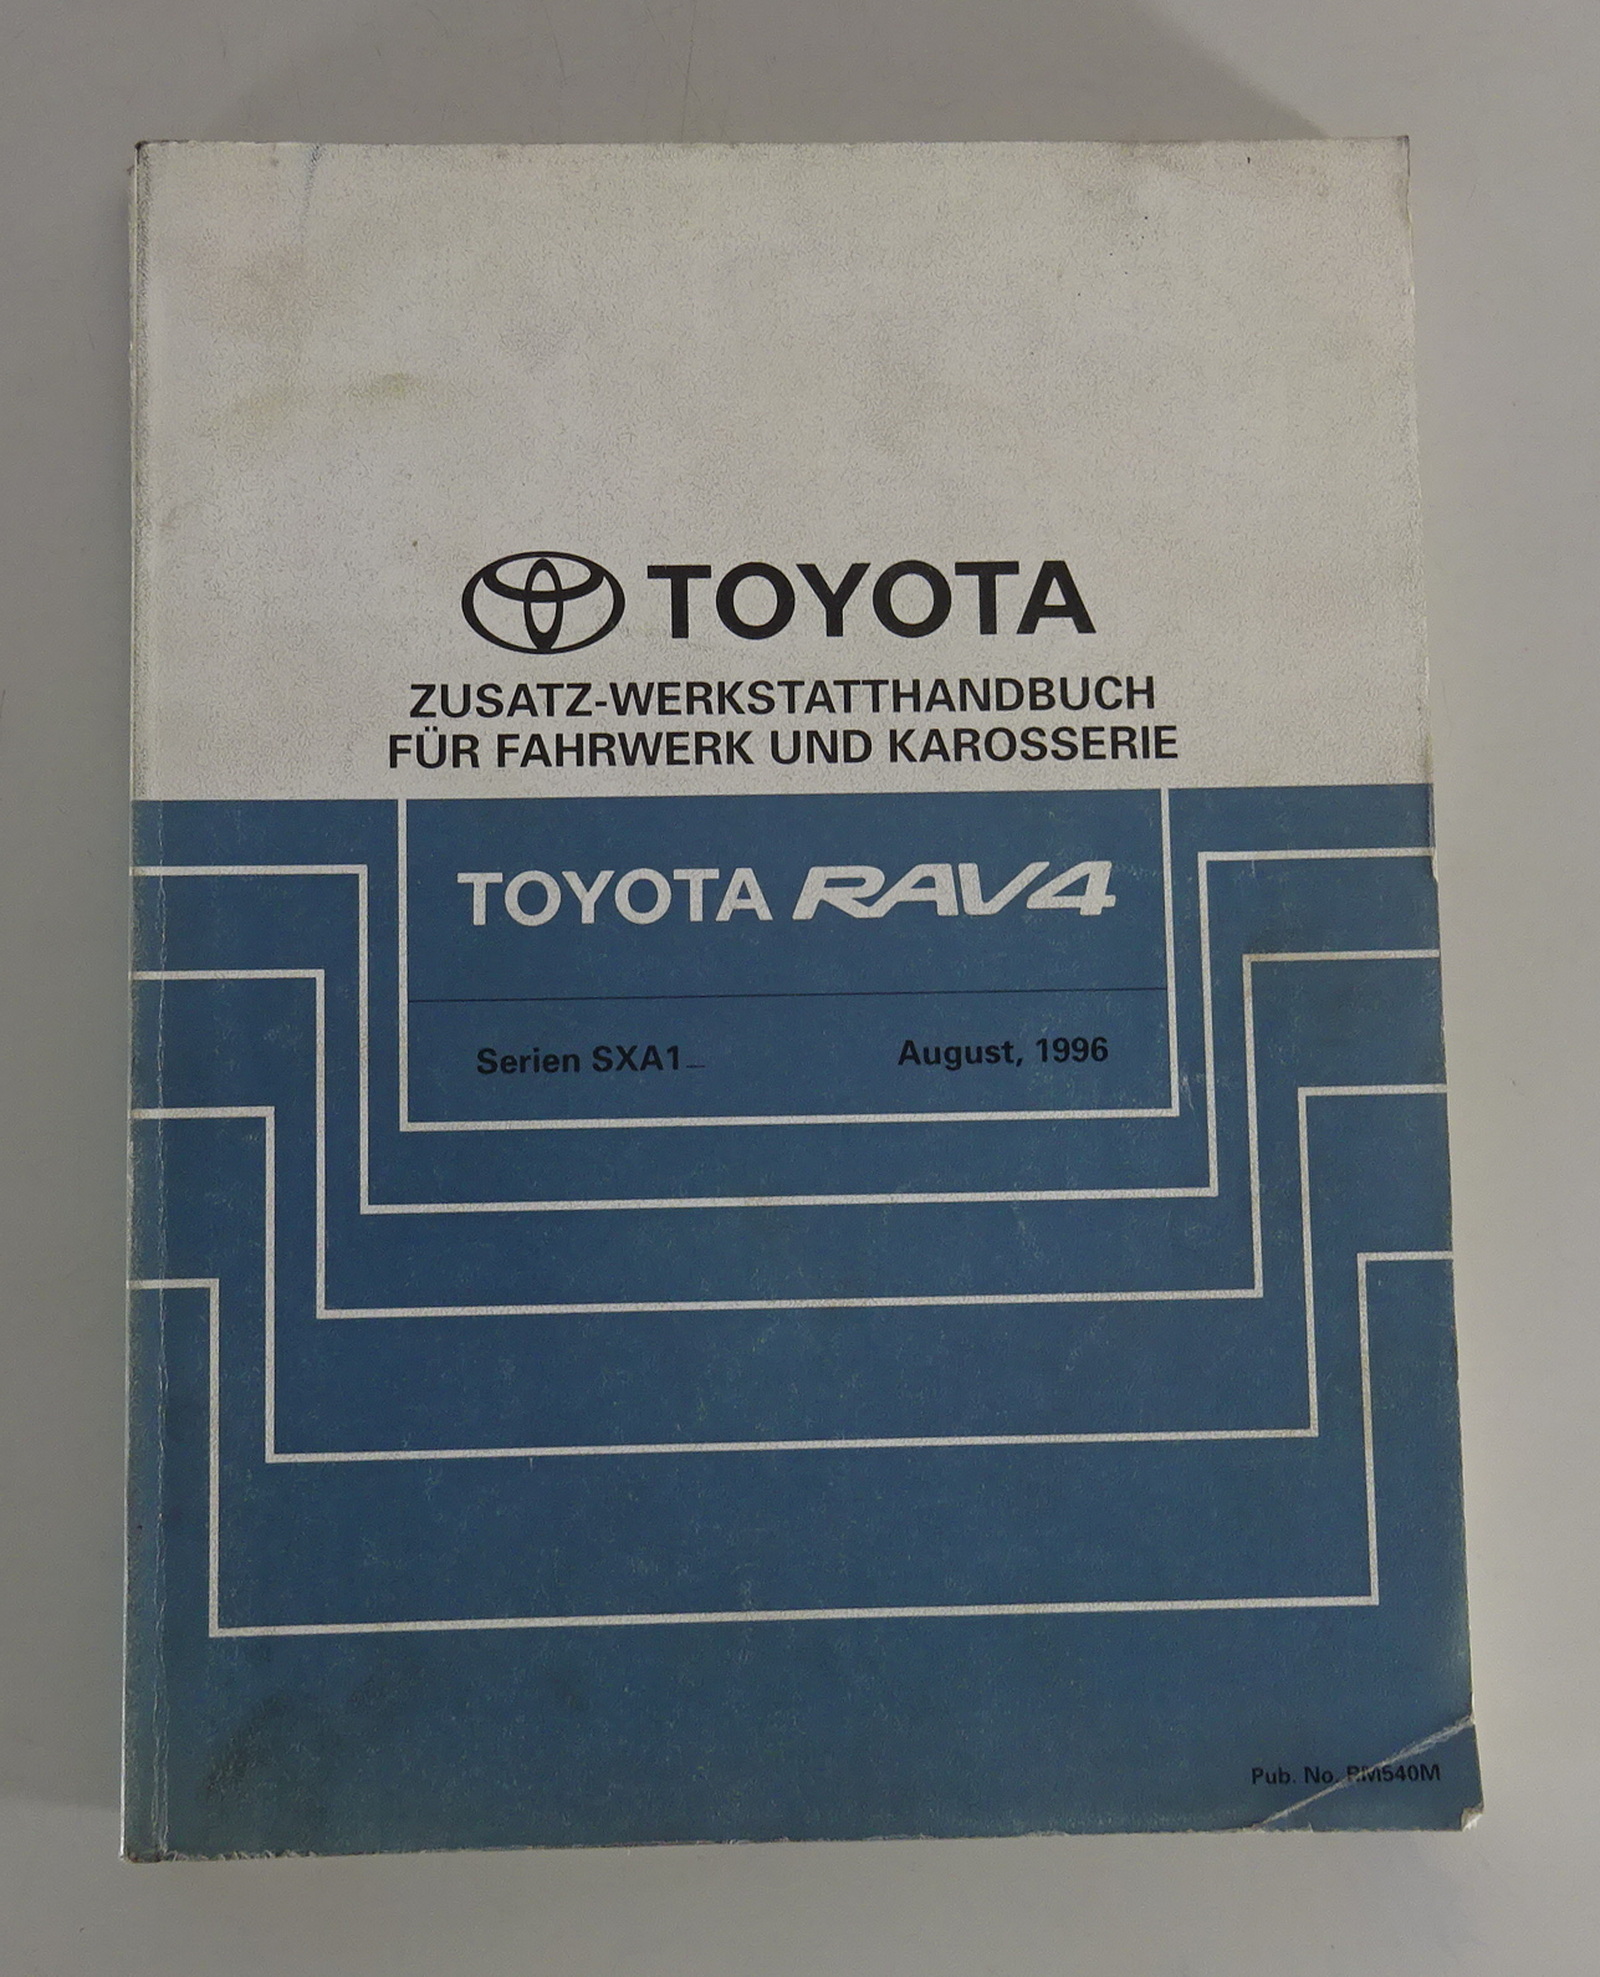 TOYOTA
ZUSATZ-WERKSTATTHANDBUCH
FÜR FAHRWERK UND KAROSSERIE
TOYOTA RAV4
Serien SXA1_ August, 1996
Pub. No. RM540M